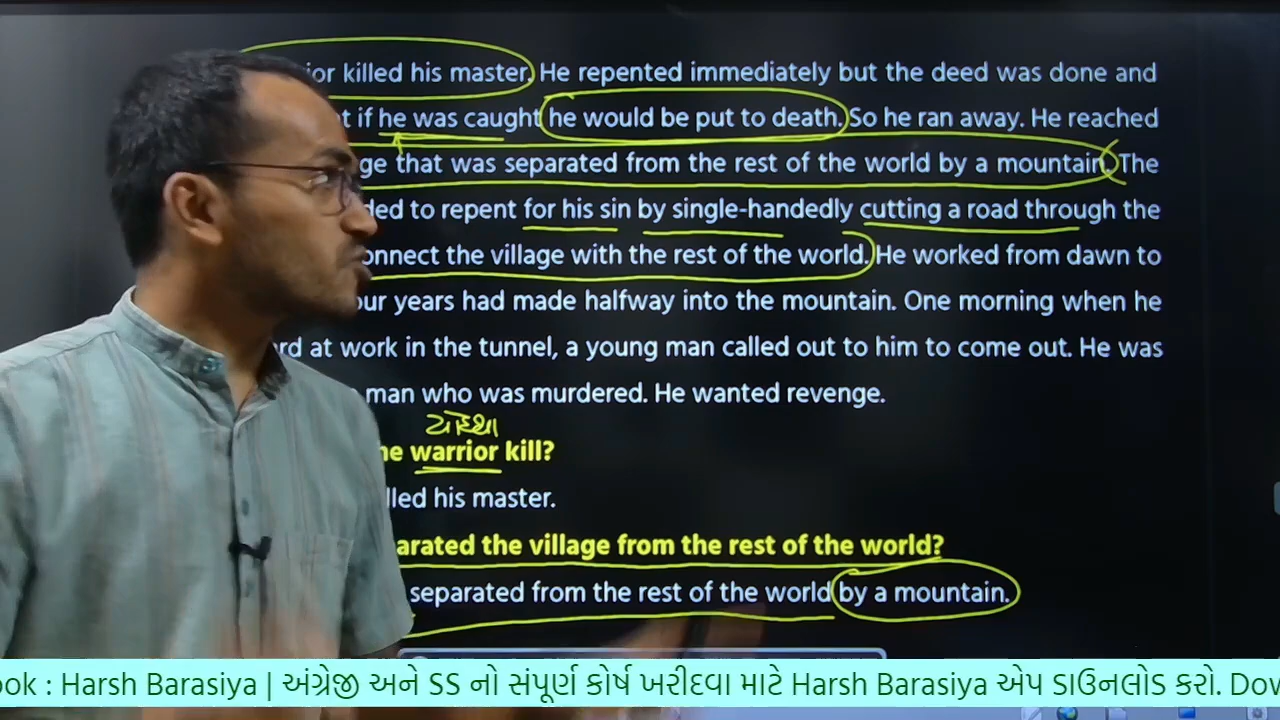 ior killed his master. He repented immediately but the deed was done and
t if he was caught he would be put to death. So he ran away. He reached
ge that was separated from the rest of the world by a mountain. The
ded to repent for his sin by single-handedly cutting a road through the
onnect the village with the rest of the world. He worked from dawn to
our years had made halfway into the mountain. One morning when he
rd at work in the tunnel, a young man called out to him to come out. He was
man who was murdered. He wanted revenge.
યોદ્ધા
he warrior kill?
lled his master.
arated the village from the rest of the world?
separated from the rest of the world by a mountain.
ook : Harsh Barasiya | અંગ્રેજી અને SS નો સંપૂર્ણ કોર્ષ ખરીદવા માટે Harsh Barasiya એપ ડાઉનલોડ કરો. Dow